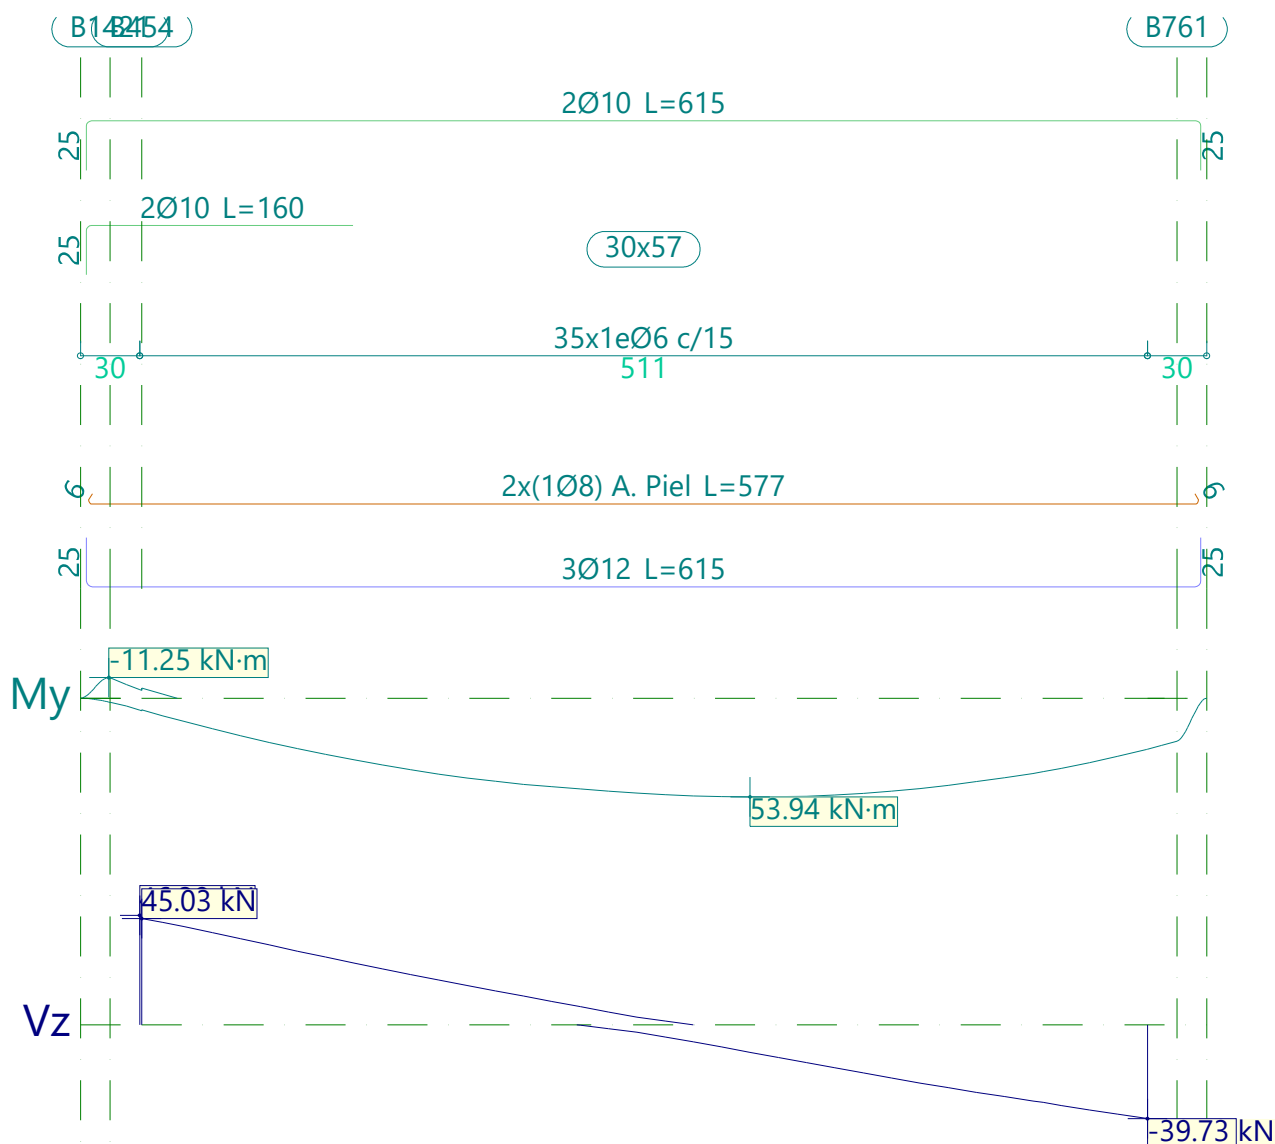 B761
2Ø10 L=615
25
25
2Ø10 L=160
25
30x57
35x1eØ6 c/15
30
511
30
2x(1Ø8) A. Piel L=577
6
6
3Ø12 L=615
25
25
-11.25 kN·m
My
53.94 kN·m
45.03 kN
Vz
-39.73 kN